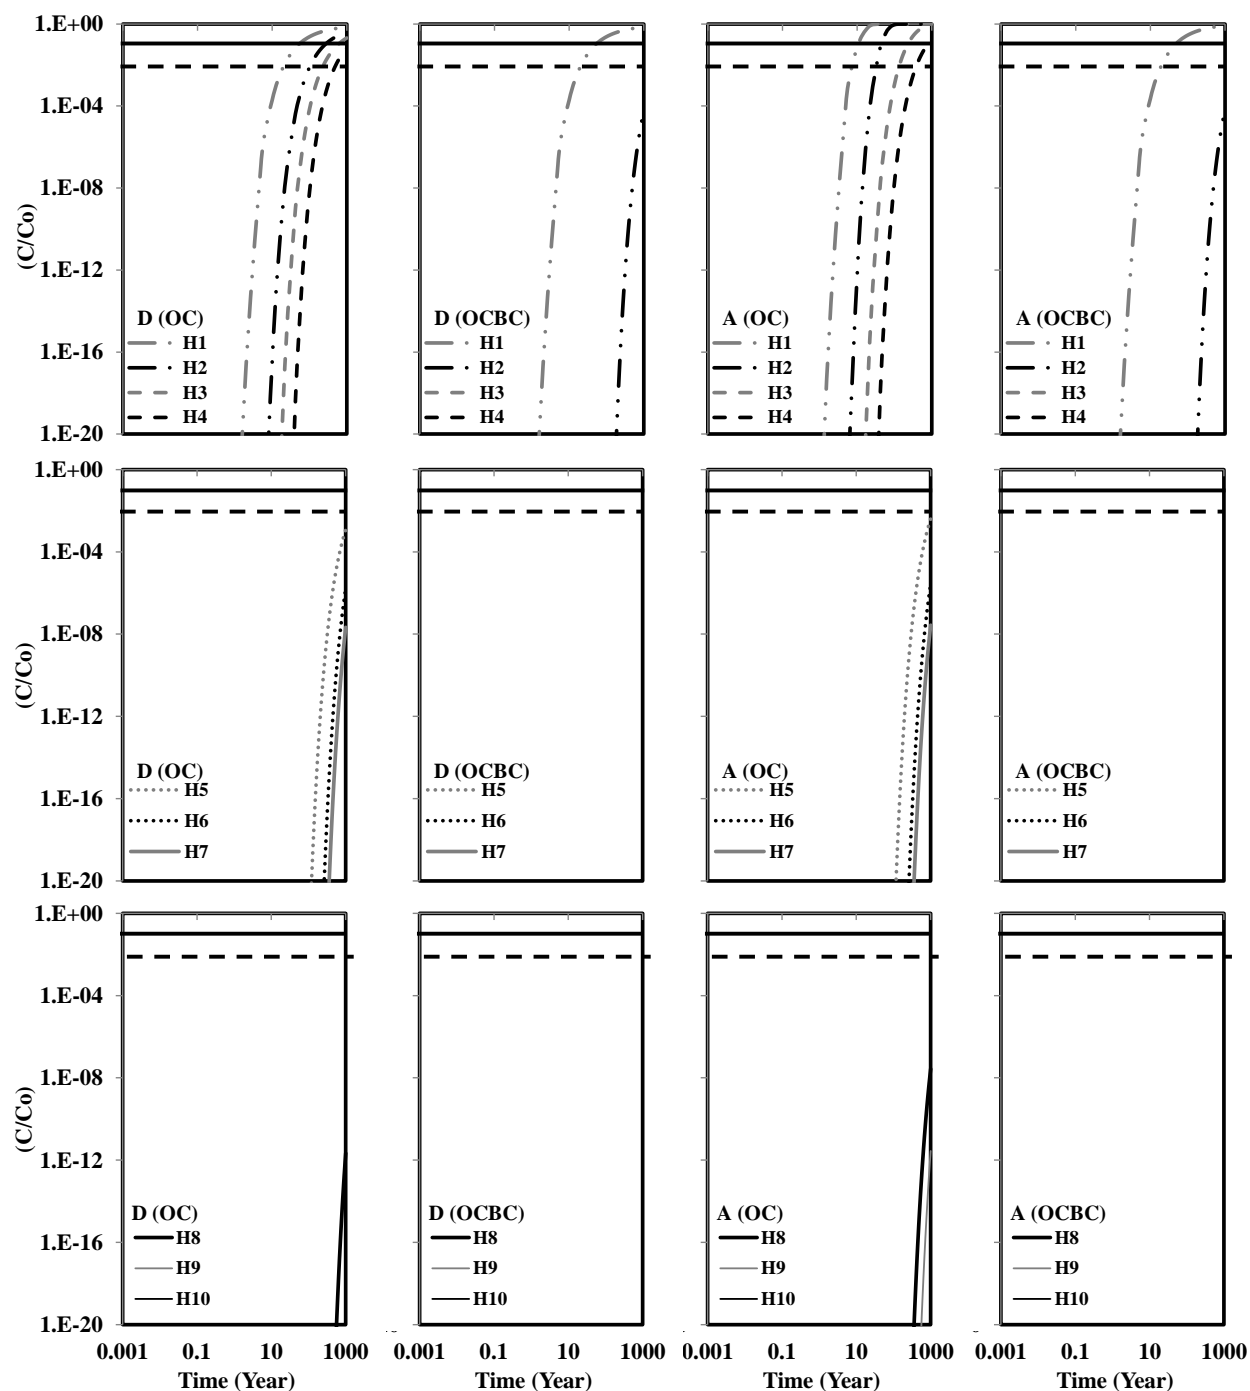 1.E+00
1.E-04
1.E-08
1.E-12
1.E-16
1.E-20
(C/Co)
D (OC)
H1
H2
H3
H4
D (OCBC)
H1
H2
H3
H4
A (OC)
H1
H2
H3
H4
A (OCBC)
H1
H2
H3
H4
1.E+00
1.E-04
1.E-08
1.E-12
1.E-16
1.E-20
(C/Co)
D (OC)
H5
H6
H7
D (OCBC)
H5
H6
H7
A (OC)
H5
H6
H7
A (OCBC)
H5
H6
H7
1.E+00
1.E-04
1.E-08
1.E-12
1.E-16
1.E-20
(C/Co)
D (OC)
H8
H9
H10
D (OCBC)
H8
H9
H10
A (OC)
H8
H9
H10
A (OCBC)
H8
H9
H10
0.001 0.1 10 1000
Time (Year)
0.001 0.1 10 1000
Time (Year)
0.001 0.1 10 1000
Time (Year)
0.001 0.1 10 1000
Time (Year)